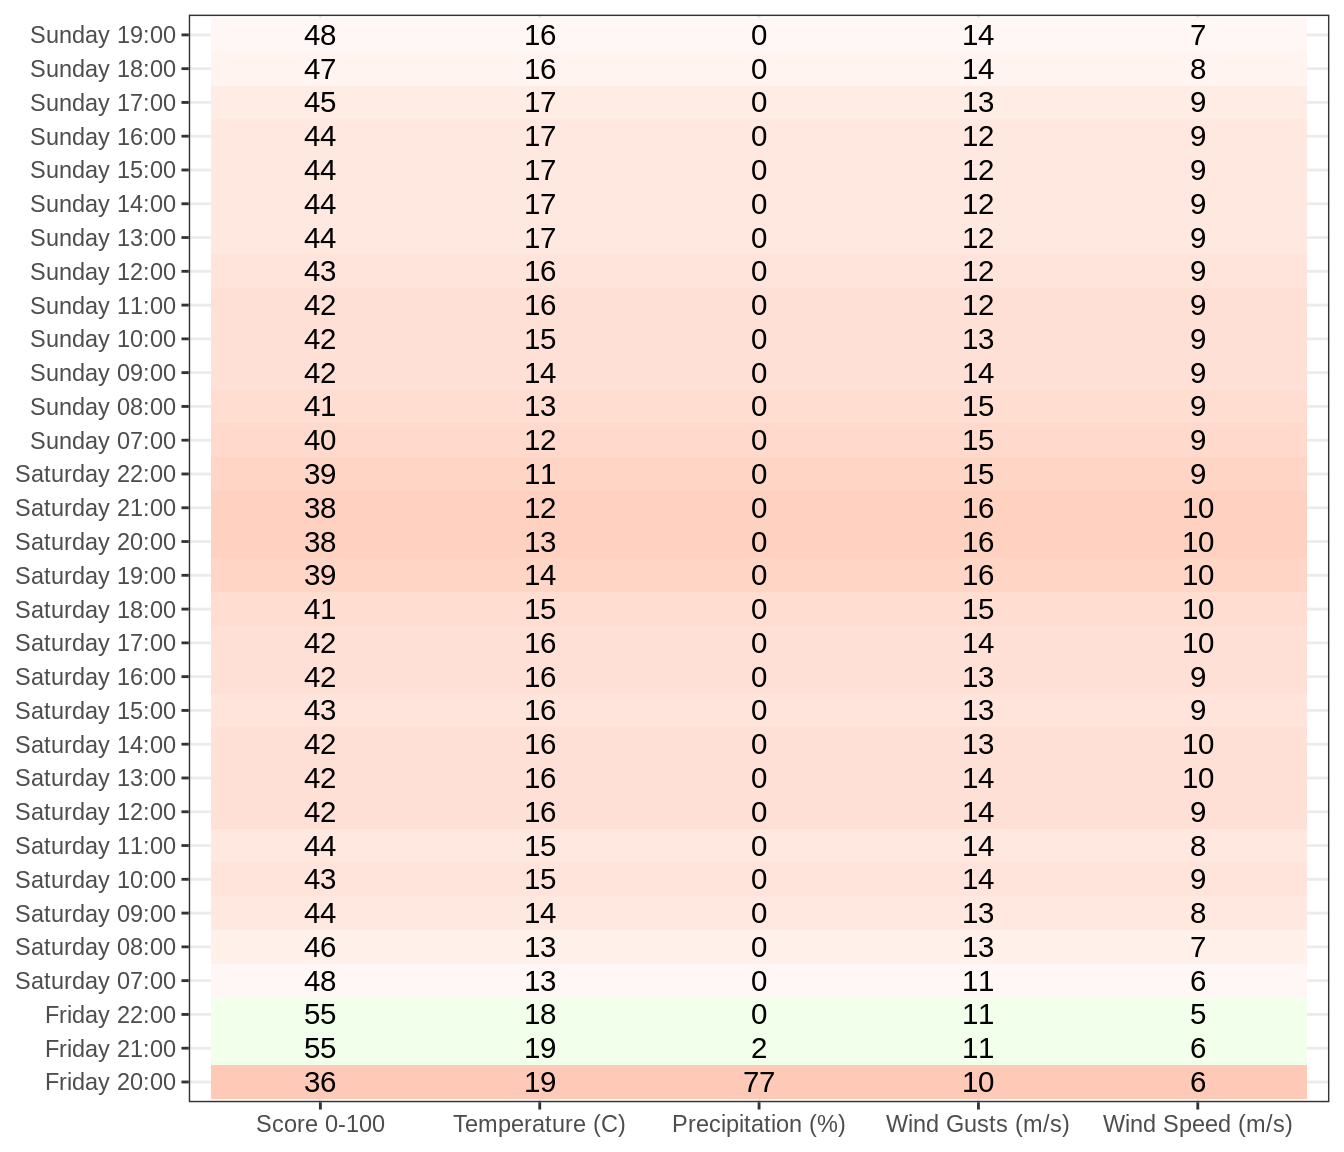 Sunday 19:00 48 16 0 14 7
Sunday 18:00 47 16 0 14 8
Sunday 17:00 45 17 0 13 9
Sunday 16:00 44 17 0 12 9
Sunday 15:00 44 17 0 12 9
Sunday 14:00 44 17 0 12 9
Sunday 13:00 44 17 0 12 9
Sunday 12:00 43 16 0 12 9
Sunday 11:00 42 16 0 12 9
Sunday 10:00 42 15 0 13 9
Sunday 09:00 42 14 0 14 9
Sunday 08:00 41 13 0 15 9
Sunday 07:00 40 12 0 15 9
Saturday 22:00 39 11 0 15 9
Saturday 21:00 38 12 0 16 10
Saturday 20:00 38 13 0 16 10
Saturday 19:00 39 14 0 16 10
Saturday 18:00 41 15 0 15 10
Saturday 17:00 42 16 0 14 10
Saturday 16:00 42 16 0 13 9
Saturday 15:00 43 16 0 13 9
Saturday 14:00 42 16 0 13 10
Saturday 13:00 42 16 0 14 10
Saturday 12:00 42 16 0 14 9
Saturday 11:00 44 15 0 14 8
Saturday 10:00 43 15 0 14 9
Saturday 09:00 44 14 0 13 8
Saturday 08:00 46 13 0 13 7
Saturday 07:00 48 13 0 11 6
Friday 22:00 55 18 0 11 5
Friday 21:00 55 19 2 11 6
Friday 20:00 36 19 77 10 6
Score 0-100 Temperature (C) Precipitation (%) Wind Gusts (m/s) Wind Speed (m/s)